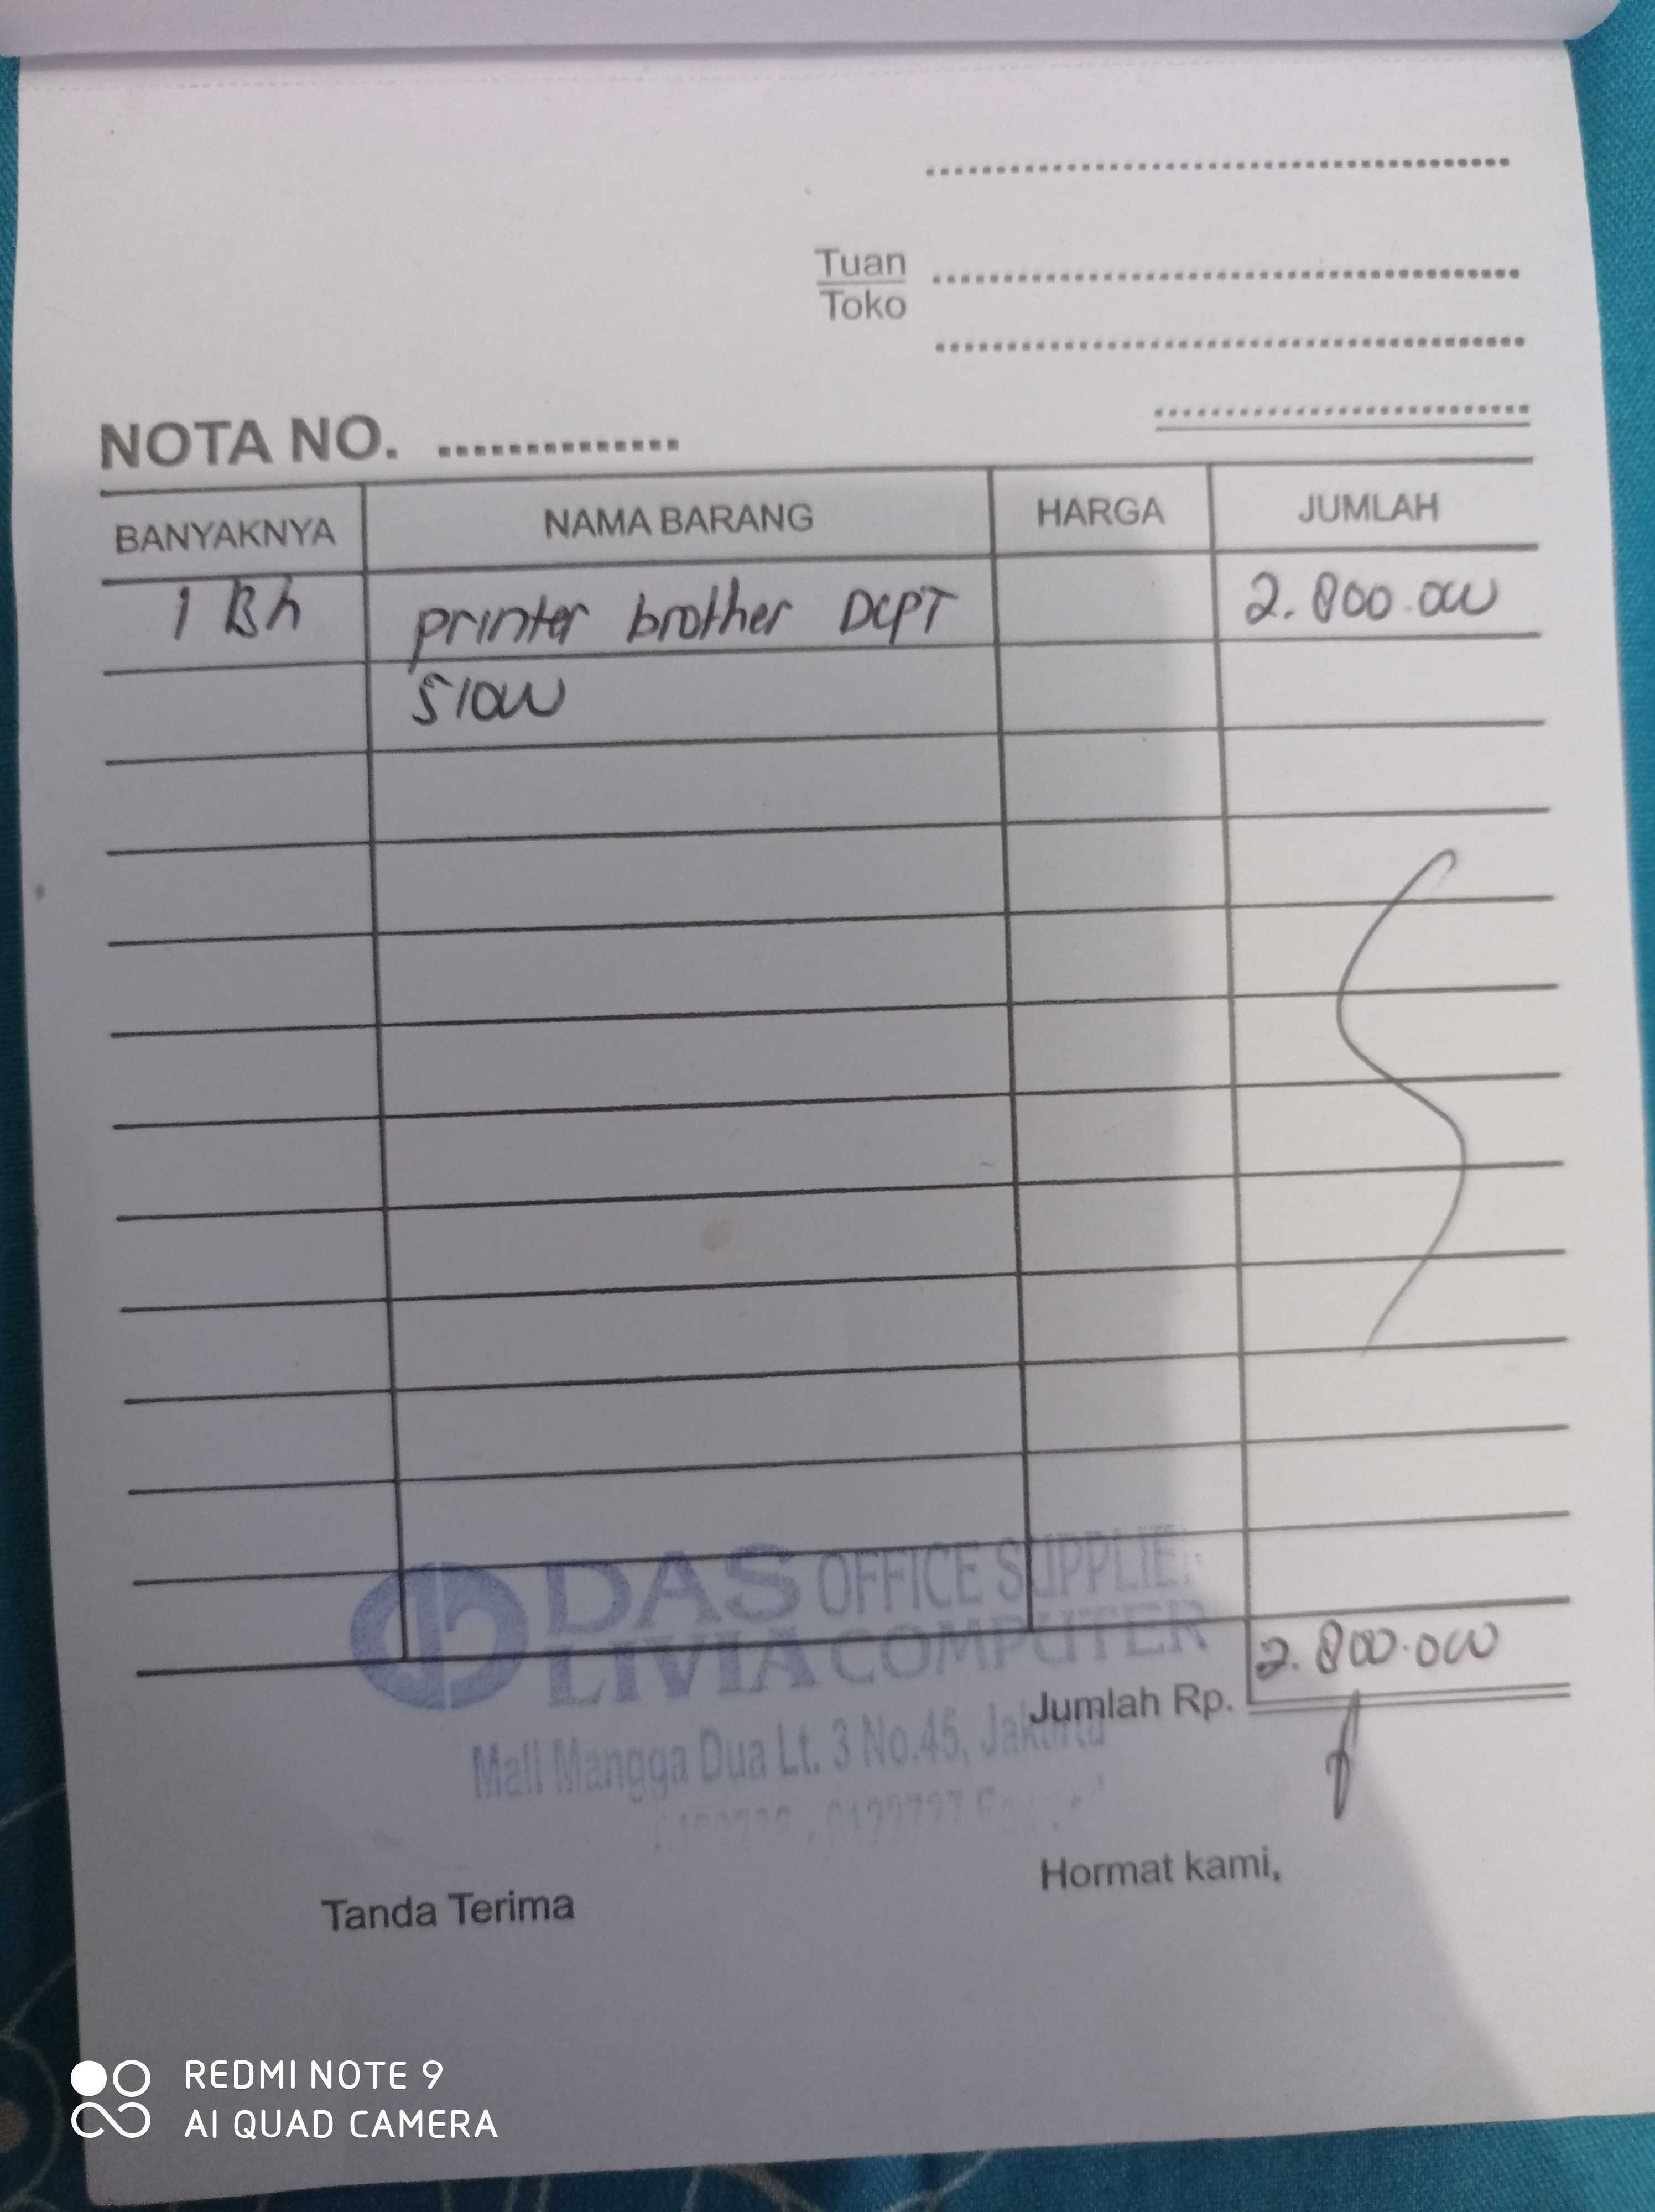 Tuan
Toko
NOTA NO.
BANYAKNYA NAMA BARANG HARGA JUMLAH
1 Bh printer brother DCPT 2.800.000
510W
DAS OFFICE SUPPLIER
LIVIA COMPUTER
2.800.000
Jumlah Rp.
Mall Mangga Dua Lt. 3 No.45, Jakarta
Hormat kami,
Tanda Terima
REDMI NOTE 9
AI QUAD CAMERA